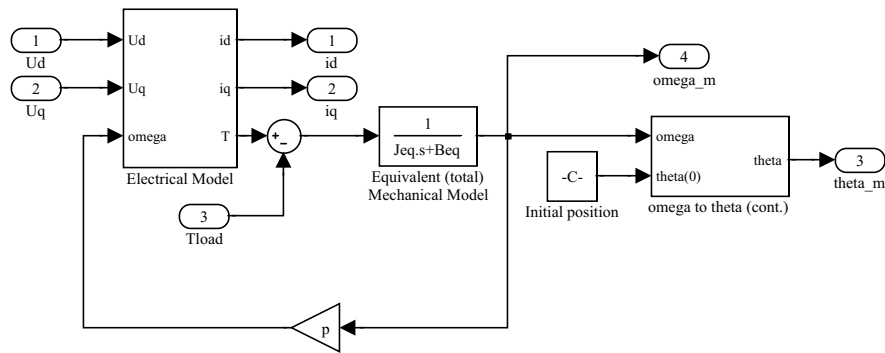 1
Ud
2
Uq
Ud
Uq
omega
id
iq
T
Electrical Model
1
id
2
iq
+
−
3
Tload
1
Jeq.s+Beq
Equivalent (total)
Mechanical Model
4
omega_m
-C-
Initial position
omega
theta(0)
theta
omega to theta (cont.)
3
theta_m
p